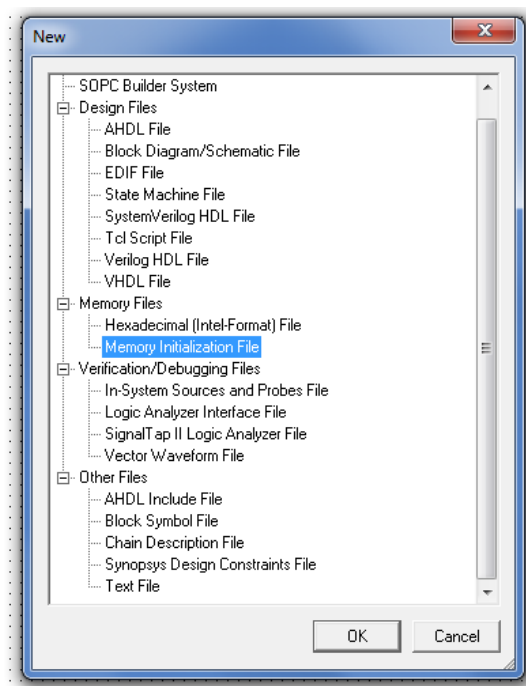 New
SOPC Builder System
Design Files
AHDL File
Block Diagram/Schematic File
EDIF File
State Machine File
SystemVerilog HDL File
Tcl Script File
Verilog HDL File
VHDL File
Memory Files
Hexadecimal (Intel-Format) File
Memory Initialization File
Verification/Debugging Files
In-System Sources and Probes File
Logic Analyzer Interface File
SignalTap II Logic Analyzer File
Vector Waveform File
Other Files
AHDL Include File
Block Symbol File
Chain Description File
Synopsys Design Constraints File
Text File
OK Cancel